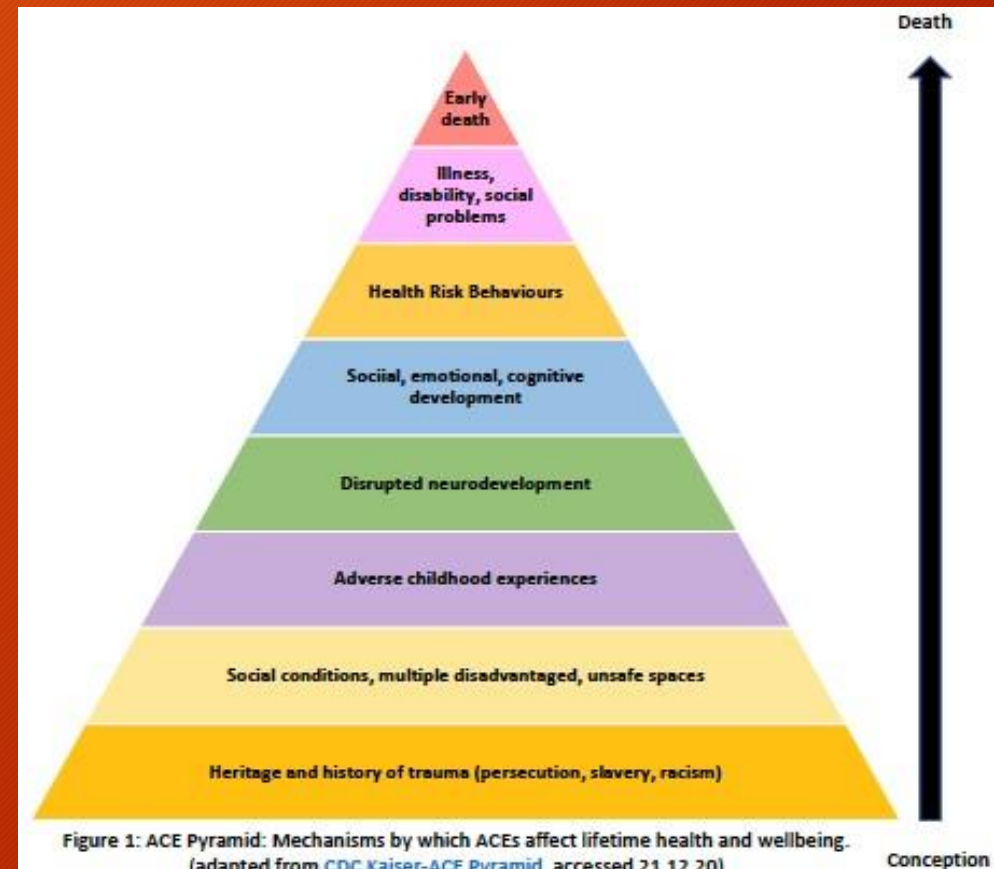 Death
Early
death
Illness,
disability, social
problems
Health Risk Behaviours
Sociial, emotional, cognitive
development
Disrupted neurodevelopment
Adverse childhood experiences
Social conditions, multiple disadvantaged, unsafe spaces
Heritage and history of trauma (persecution, slavery, racism)
Figure 1: ACE Pyramid: Mechanisms by which ACEs affect lifetime health and wellbeing.
(adapted from CDC Kaiser-ACE Pyramid, accessed 21.12.20)
Conception